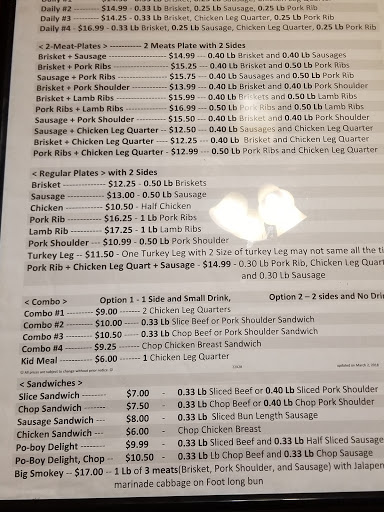 Daily #2 -------- $14.99 - 0.33 Lb Brisket, 0.25 Lb Sausage, 0.25 Lb Pork Rib
Daily #3 -------- $14.25 - 0.33 Lb Brisket, Chicken Leg Quarter, 0.25 Lb Pork Rib
Daily #4 - $16.99 - 0.33 Lb Brisket, 0.25 Lb Sausage, Chicken Leg Quarter, 0.25 Lb Pork Rib
< 2-Meat-Plates > ---------- 2 Meats Plate with 2 Sides
Brisket + Sausage -------------- $14.99 --- 0.40 Lb Brisket and 0.40 Lb Sausages
Brisket + Pork Ribs ------------- $15.25 --- 0.40 Lb Brisket and 0.50 Lb Pork Ribs
Sausage + Pork Ribs ----------- $15.75 --- 0.40 Lb Sausages and 0.50 Lb Pork Rib
Brisket + Pork Shoulder ------- $13.99 --- 0.40 Lb Brisket and 0.40 Lb Pork Shoulder
Brisket + Lamb Ribs ------------ $15.99 --- 0.40 Lb Briskets and 0.50 Lb Lamb Ribs
Pork Ribs + Lamb Ribs --------- $16.99 --- 0.50 Lb Pork Ribs and 0.50 Lb Lamb Ribs
Sausage + Pork Shoulder ----- $15.50 --- 0.40 Lb Brisket and 0.40 Lb Pork Shoulder
Sausage + Chicken Leg Quarter -- $12.50 --- 0.40 Lb Sausages and Chicken Leg Quarter
Brisket + Chicken Leg Quarter ---- $12.25 --- 0.40 Lb Brisket and Chicken Leg Quarter
Pork Ribs + Chicken Leg Quarter - $12.99 --- 0.50 Lb Pork Ribs and Chicken Leg Quarter
< Regular Plates > with 2 Sides
Brisket ------------- $12.25 - 0.50 Lb Briskets
Sausage ------------ $13.00 - 0.50 Lb Sausage
Chicken ------------ $10.50 - Half Chicken
Pork Rib ----------- $16.25 - 1 Lb Pork Ribs
Lamb Rib ---------- $17.25 - 1 Lb Lamb Ribs
Pork Shoulder --- $10.99 - 0.50 Lb Pork Shoulder
Turkey Leg -- $11.50 - One Turkey Leg with 2 Size of turkey Leg may not same all the
Pork Rib + Chicken Leg Quart + Sausage - $14.99 - 0.30 Lb Pork Rib, Chicken Leg
and 0.30 Lb Sausage
< Combo > Option 1 - 1 Side and Small Drink, Option 2 – 2 sides and No
Combo #1 -------- $9.00 ------ 2 Chicken Leg Quarters
Combo #2 -------- $10.00 ---- 0.33 Lb Slice Beef or Pork Shoulder Sandwich
Combo #3 -------- $10.50 ---- 0.33 Lb Chop Beef or Pork Shoulder Sandwich
Combo #4 -------- $9.25 ----- Chop Chicken Breast Sandwich
Kid Meal ---------- $6.00 ------ 1 Chicken Leg Quarter
All prices are subject to change without prior notice. updated on March 2, 2018
< Sandwiches >
Slice Sandwich -------- $7.00 - 0.33 Lb Sliced Beef or 0.40 Lb Sliced Pork Shoulder
Chop Sandwich ------- $7.50 - 0.33 Lb Chop Beef or 0.40 Lb Chop Pork Shoulder
Sausage Sandwich --- $8.00 - 0.33 Lb Sliced Bun Length Sausage
Chicken Sandwich --- $6.00 - Chop Chicken Breast
Po-boy Delight ------- $9.99 - 0.33 Lb Sliced Beef and 0.33 Lb Half Sliced Sausage
Po-Boy Delight, Chop -- $10.50 - 0.33 Lb Lb Chop Beef and 0.33 Lb Chop Sausage
Big Smokey -- $17.00 -- 1 Lb of 3 meats(Brisket, Pork Shoulder, and Sausage) with
marinade cabbage on Foot long bun